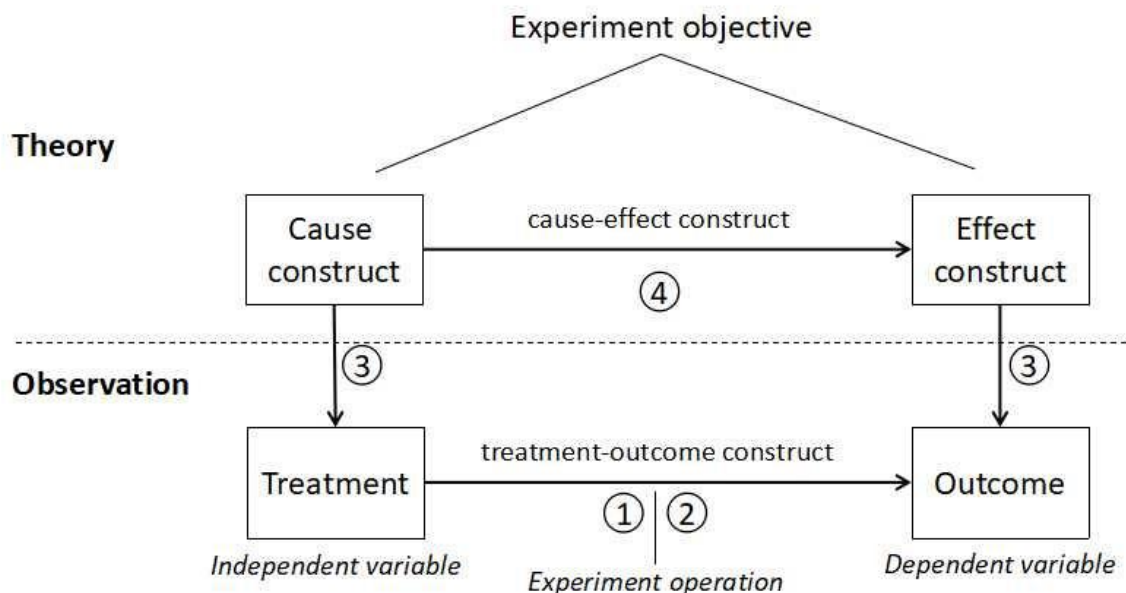 Experiment objective
Theory
Cause
construct
cause-effect construct
Effect
construct
④
③
③
Observation
Treatment
treatment-outcome construct
Outcome
① ②
Independent variable
Experiment operation
Dependent variable